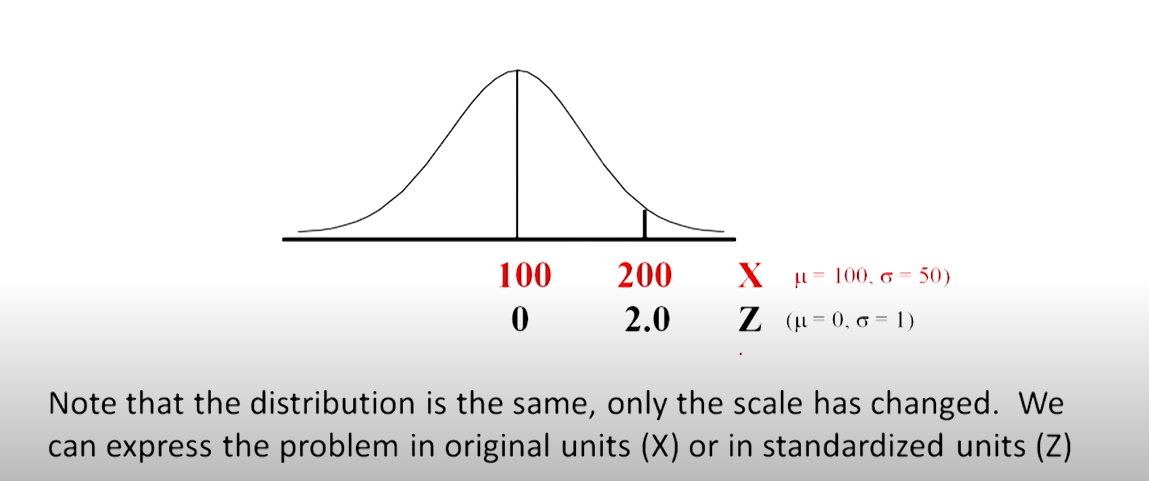 100 200 X μ = 100, σ = 50)
0 2.0 Z (μ = 0, σ = 1)
Note that the distribution is the same, only the scale has changed. We
can express the problem in original units (X) or in standardized units (Z)